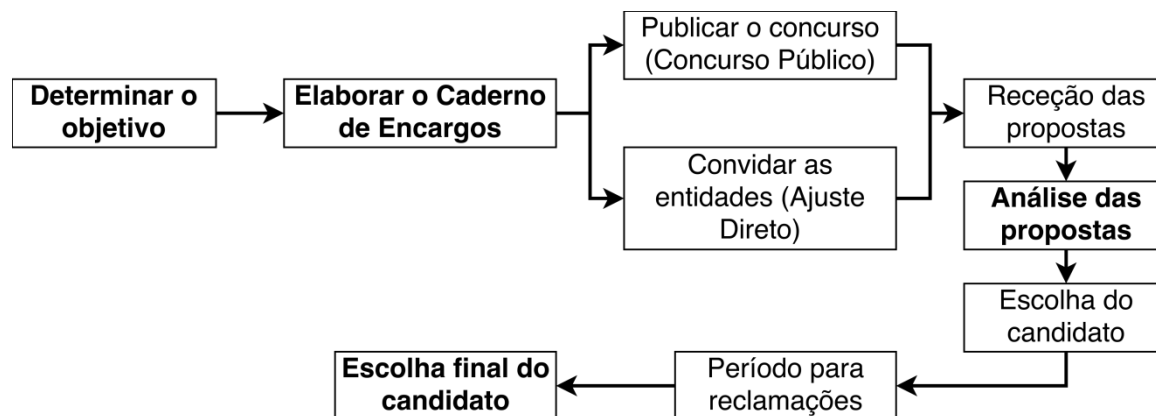 Determinar o
objetivo
Elaborar o Caderno
de Encargos
Publicar o concurso
(Concurso Público)
Convidar as
entidades (Ajuste
Direto)
Receção das
propostas
Análise das
propostas
Escolha do
candidato
Período para
reclamações
Escolha final do
candidato